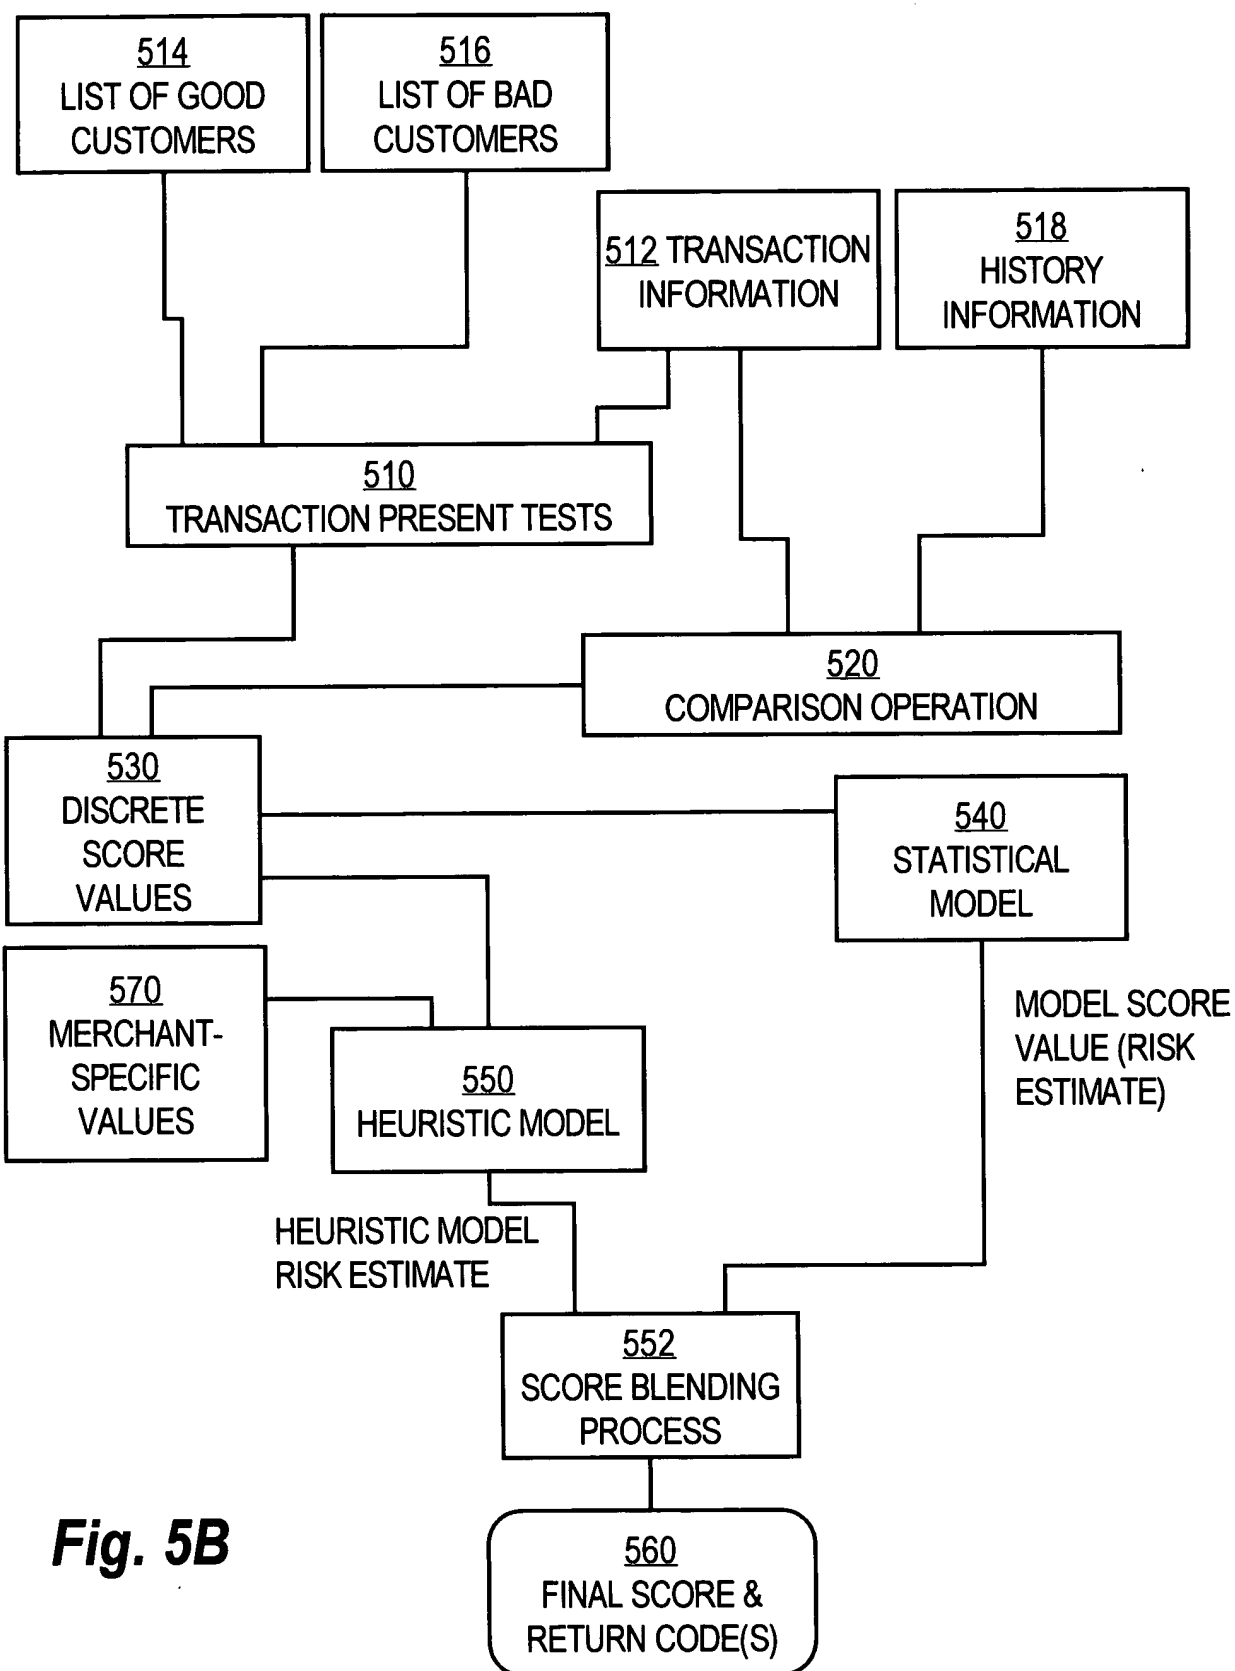 514
LIST OF GOOD
CUSTOMERS
516
LIST OF BAD
CUSTOMERS
512 TRANSACTION
INFORMATION
518
HISTORY
INFORMATION
510
TRANSACTION PRESENT TESTS
520
COMPARISON OPERATION
530
DISCRETE
SCORE
VALUES
540
STATISTICAL
MODEL
570
MERCHANT-
SPECIFIC
VALUES
550
HEURISTIC MODEL
MODEL SCORE
VALUE (RISK
ESTIMATE)
HEURISTIC MODEL
RISK ESTIMATE
552
SCORE BLENDING
PROCESS
560
FINAL SCORE &
RETURN CODE(S)
Fig. 5B